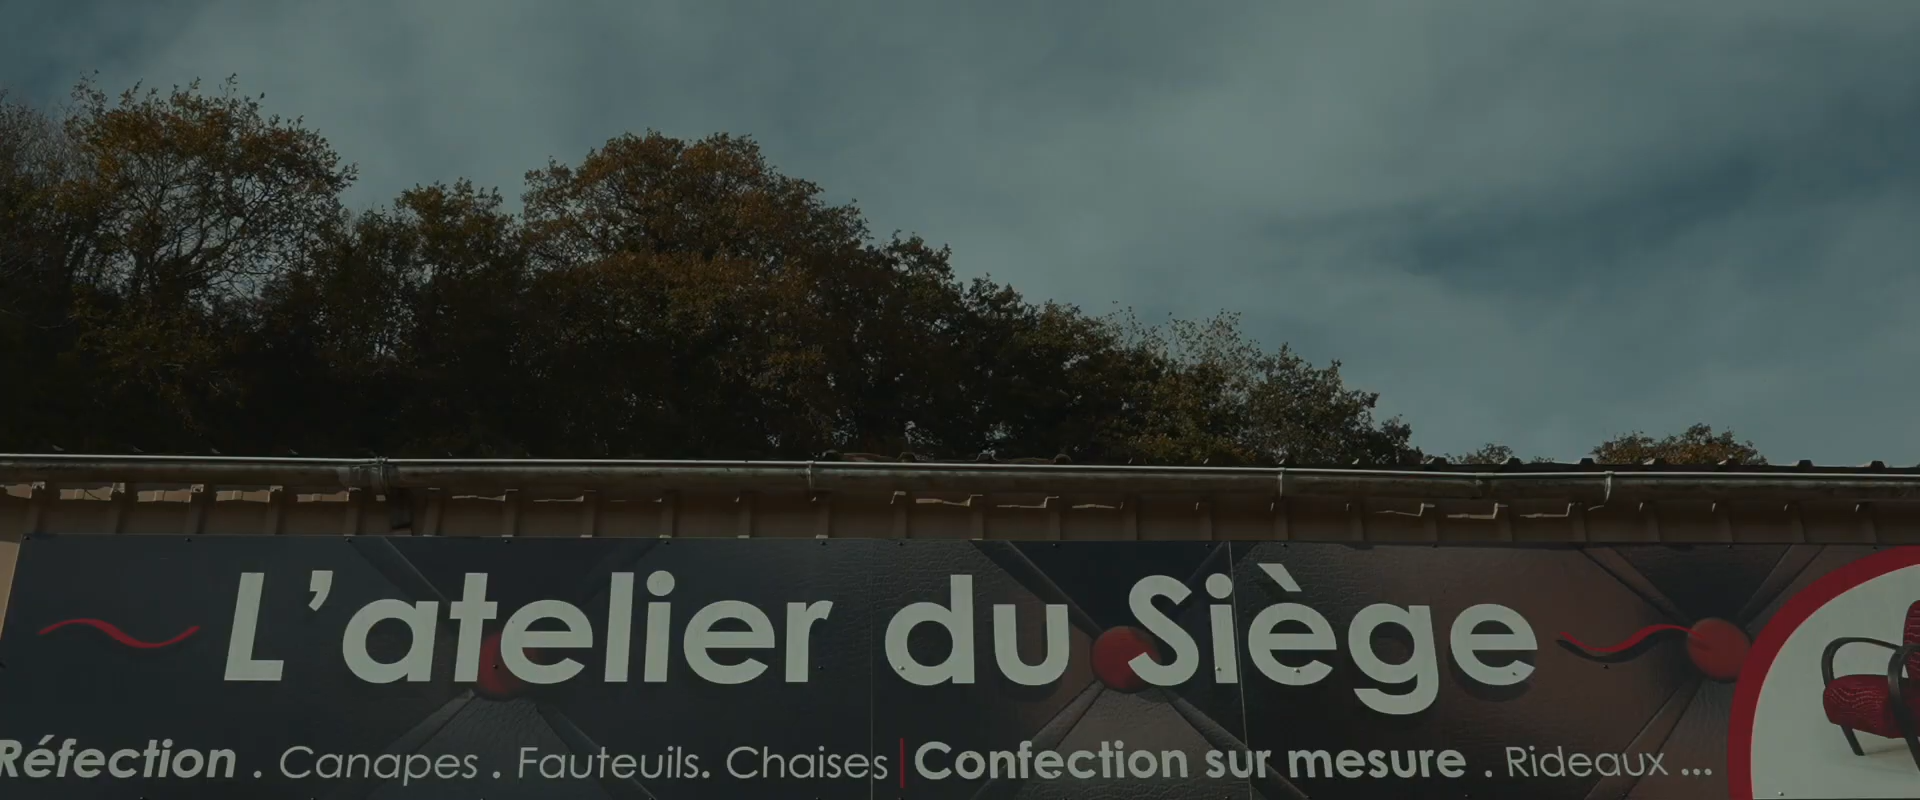 L’atelier du Siège
Réfection . Canapes . Fauteuils. Chaises | Confection sur mesure . Rideaux ...